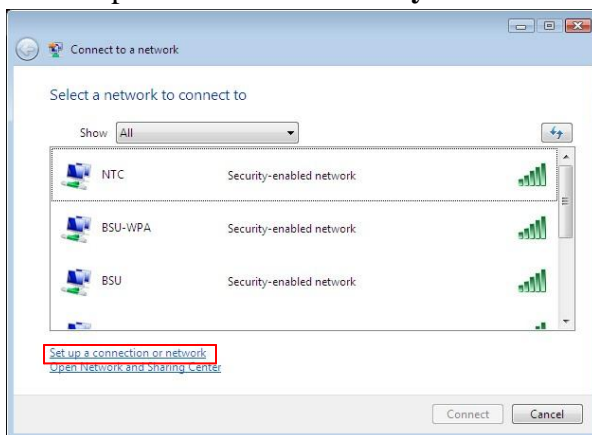 Connect to a network
Select a network to connect to
Show All
NTC Security-enabled network
BSU-WPA Security-enabled network
BSU Security-enabled network
Set up a connection or network
Open Network and Sharing Center
Connect Cancel